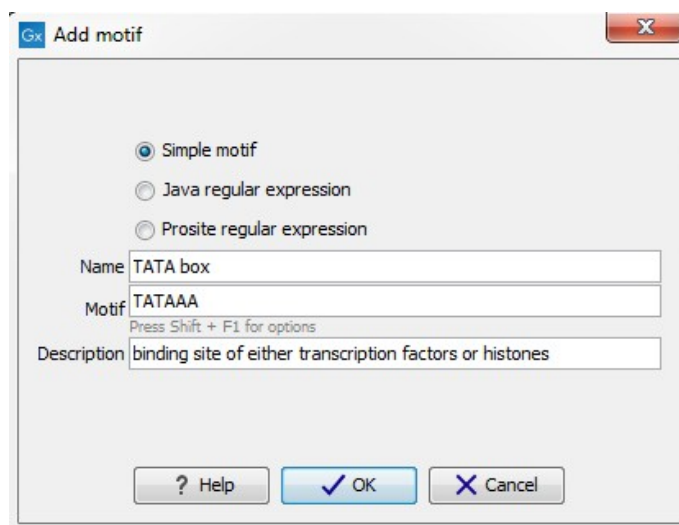 Gx Add motif
X
Simple motif
Java regular expression
Prosite regular expression
Name TATA box
Motif TATAAA
Press Shift + F1 for options
Description binding site of either transcription factors or histones
? Help OK Cancel